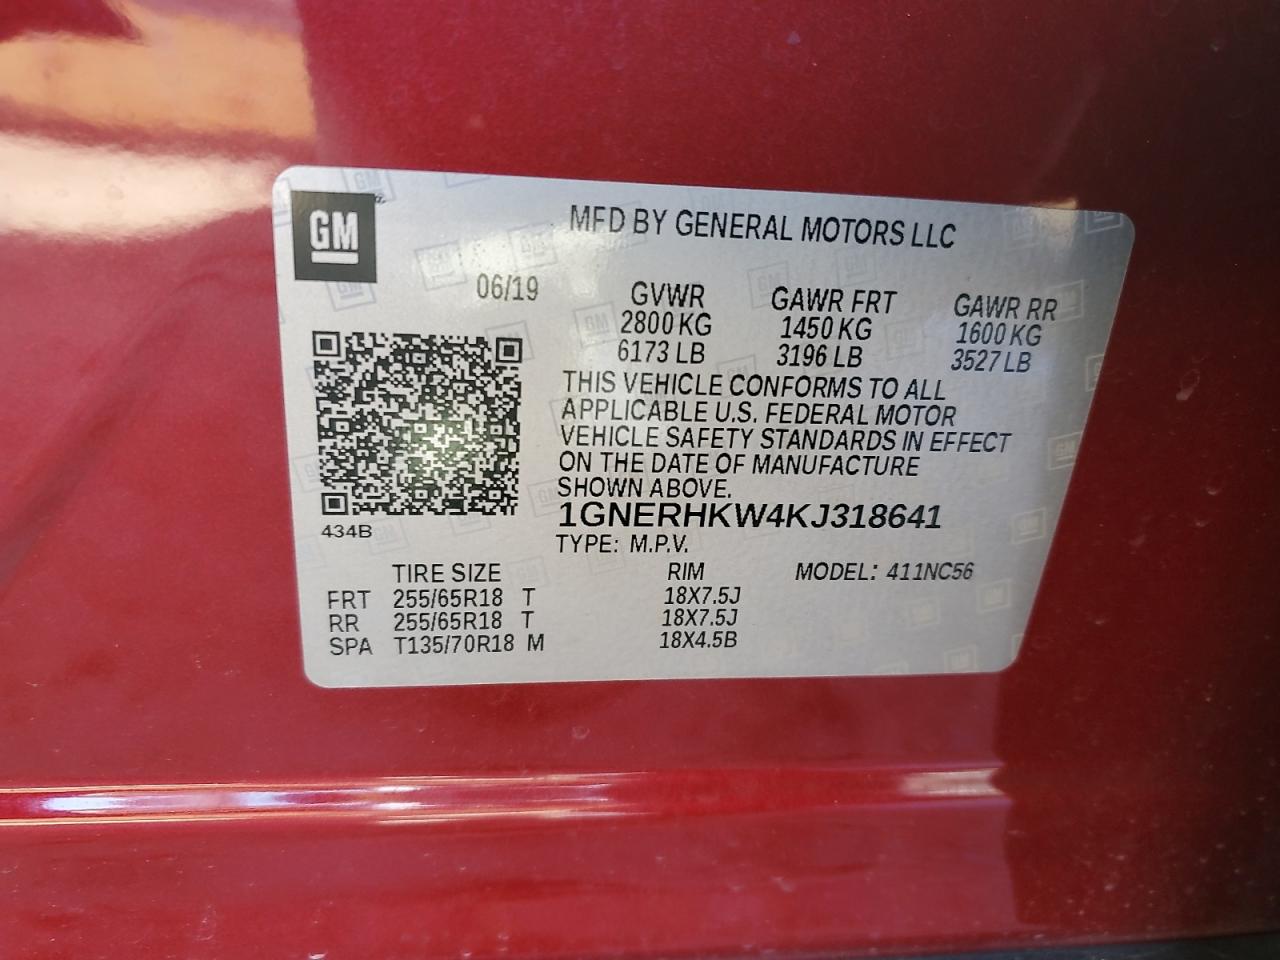 GM
MFD BY GENERAL MOTORS LLC
06/19 GVWR GAWR FRT GAWR RR
2800 KG 1450 KG 1600 KG
6173 LB 3196 LB 3527 LB
THIS VEHICLE CONFORMS TO ALL
APPLICABLE U.S. FEDERAL MOTOR
VEHICLE SAFETY STANDARDS IN EFFECT
ON THE DATE OF MANUFACTURE
SHOWN ABOVE.
1GNERHKW4KJ318641
434B
TYPE: M.P.V.
TIRE SIZE RIM MODEL: 411NC56
FRT 255/65R18 T 18X7.5J
RR 255/65R18 T 18X7.5J
SPA T135/70R18 M 18X4.5B